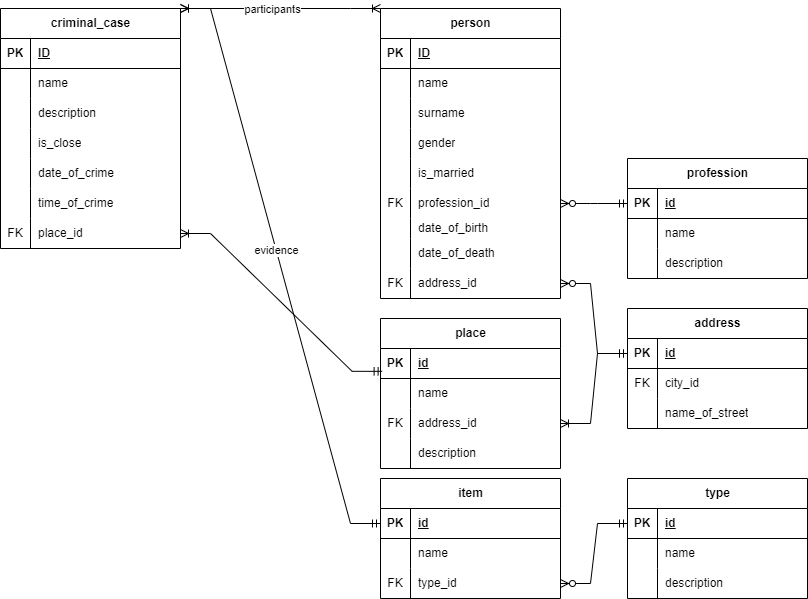 criminal_case
PK ID
name
description
is_close
date_of_crime
time_of_crime
FK place_id
participants
evidence
person
PK ID
name
surname
gender
is_married
FK profession_id
date_of_birth
date_of_death
FK address_id
profession
PK id
name
description
place
PK id
name
FK address_id
description
address
PK id
FK city_id
name_of_street
item
PK id
name
FK type_id
type
PK id
name
description